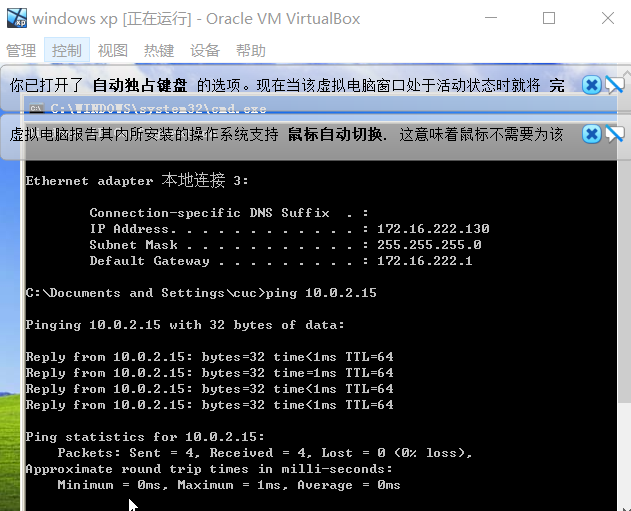 windows xp [正在运行] - Oracle VM VirtualBox
管理 控制 视图 热键 设备 帮助
你已打开了 自动独占键盘 的选项。现在当该虚拟电脑窗口处于活动状态时就将 完
C:\WINDOWS\system32\cmd.exe
虚拟电脑报告其内所安装的操作系统支持 鼠标自动切换. 这意味着鼠标不需要为该
Ethernet adapter 本地连接 3:
Connection-specific DNS Suffix  . :
IP Address. . . . . . . . . . . . : 172.16.222.130
Subnet Mask . . . . . . . . . . . : 255.255.255.0
Default Gateway . . . . . . . . . : 172.16.222.1
C:\Documents and Settings\cuc>ping 10.0.2.15
Pinging 10.0.2.15 with 32 bytes of data:
Reply from 10.0.2.15: bytes=32 time<1ms TTL=64
Reply from 10.0.2.15: bytes=32 time=1ms TTL=64
Reply from 10.0.2.15: bytes=32 time<1ms TTL=64
Reply from 10.0.2.15: bytes=32 time<1ms TTL=64
Ping statistics for 10.0.2.15:
Packets: Sent = 4, Received = 4, Lost = 0 (0% loss),
Approximate round trip times in milli-seconds:
Minimum = 0ms, Maximum = 1ms, Average = 0ms